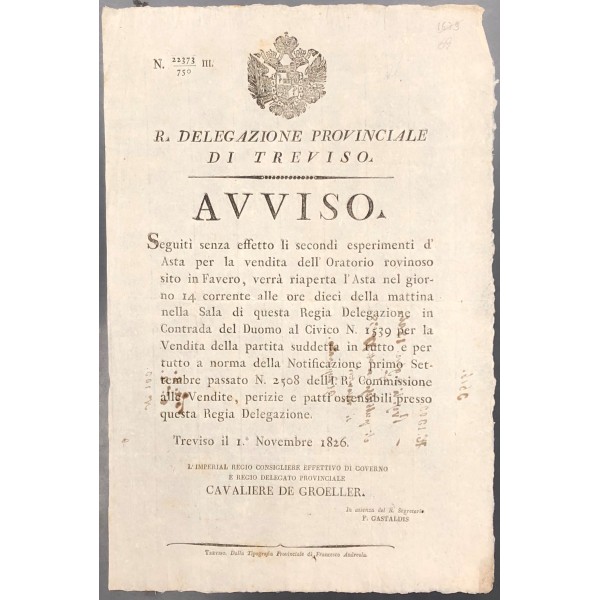 N. 22373/750 III.
R. DELEGAZIONE PROVINCIALE
DI TREVISO.
AVVISO.
Seguiti senza effetto li secondi esperimenti d'
Asta per la vendita dell'Oratorio rovinoso
sito in Favero, verrà riaperta l'Asta nel gior-
no 14 corrente alle ore dieci della mattina
nella Sala di questa Regia Delegazione in
Contrada del Duomo al Civico N. 1539 per la
Vendita della partita suddetta in tutto e per
tutto a norma della Notificazione primo Set-
tembre passato N. 2508 dell'I. R. Commissione
alle Vendite, perizie e patti ostensibili presso
questa Regia Delegazione.
Treviso il 1.° Novembre 1826.
L'IMPERIAL REGIO CONSIGLIERE EFFETTIVO DI GOVERNO
E REGIO DELEGATO PROVINCIALE
CAVALIERE DE GROELLER.
In assenza del R. Segretario
F. GASTALDIS
TREVISO. Dalla Tipografia Provinciale di Francesco Andreola.